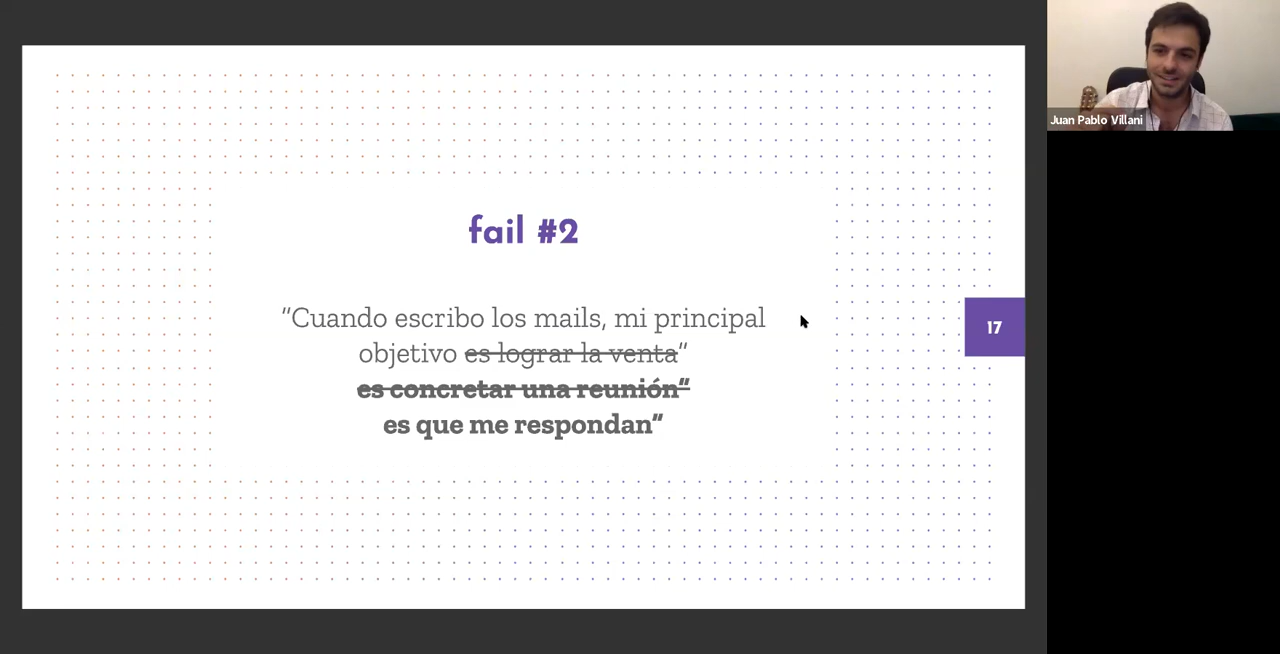 fail #2
“Cuando escribo los mails, mi principal
objetivo es lograr la venta”
es concretar una reunión“
es que me respondan”
17
Juan Pablo Villani